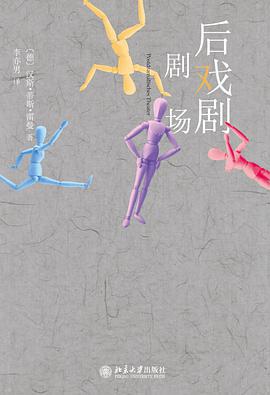 后戏剧
剧场
Postdramatisches Theater
[德] 汉斯·蒂斯·雷曼 著
李亦男 译
北京大学出版社
PEKING UNIVERSITY PRESS